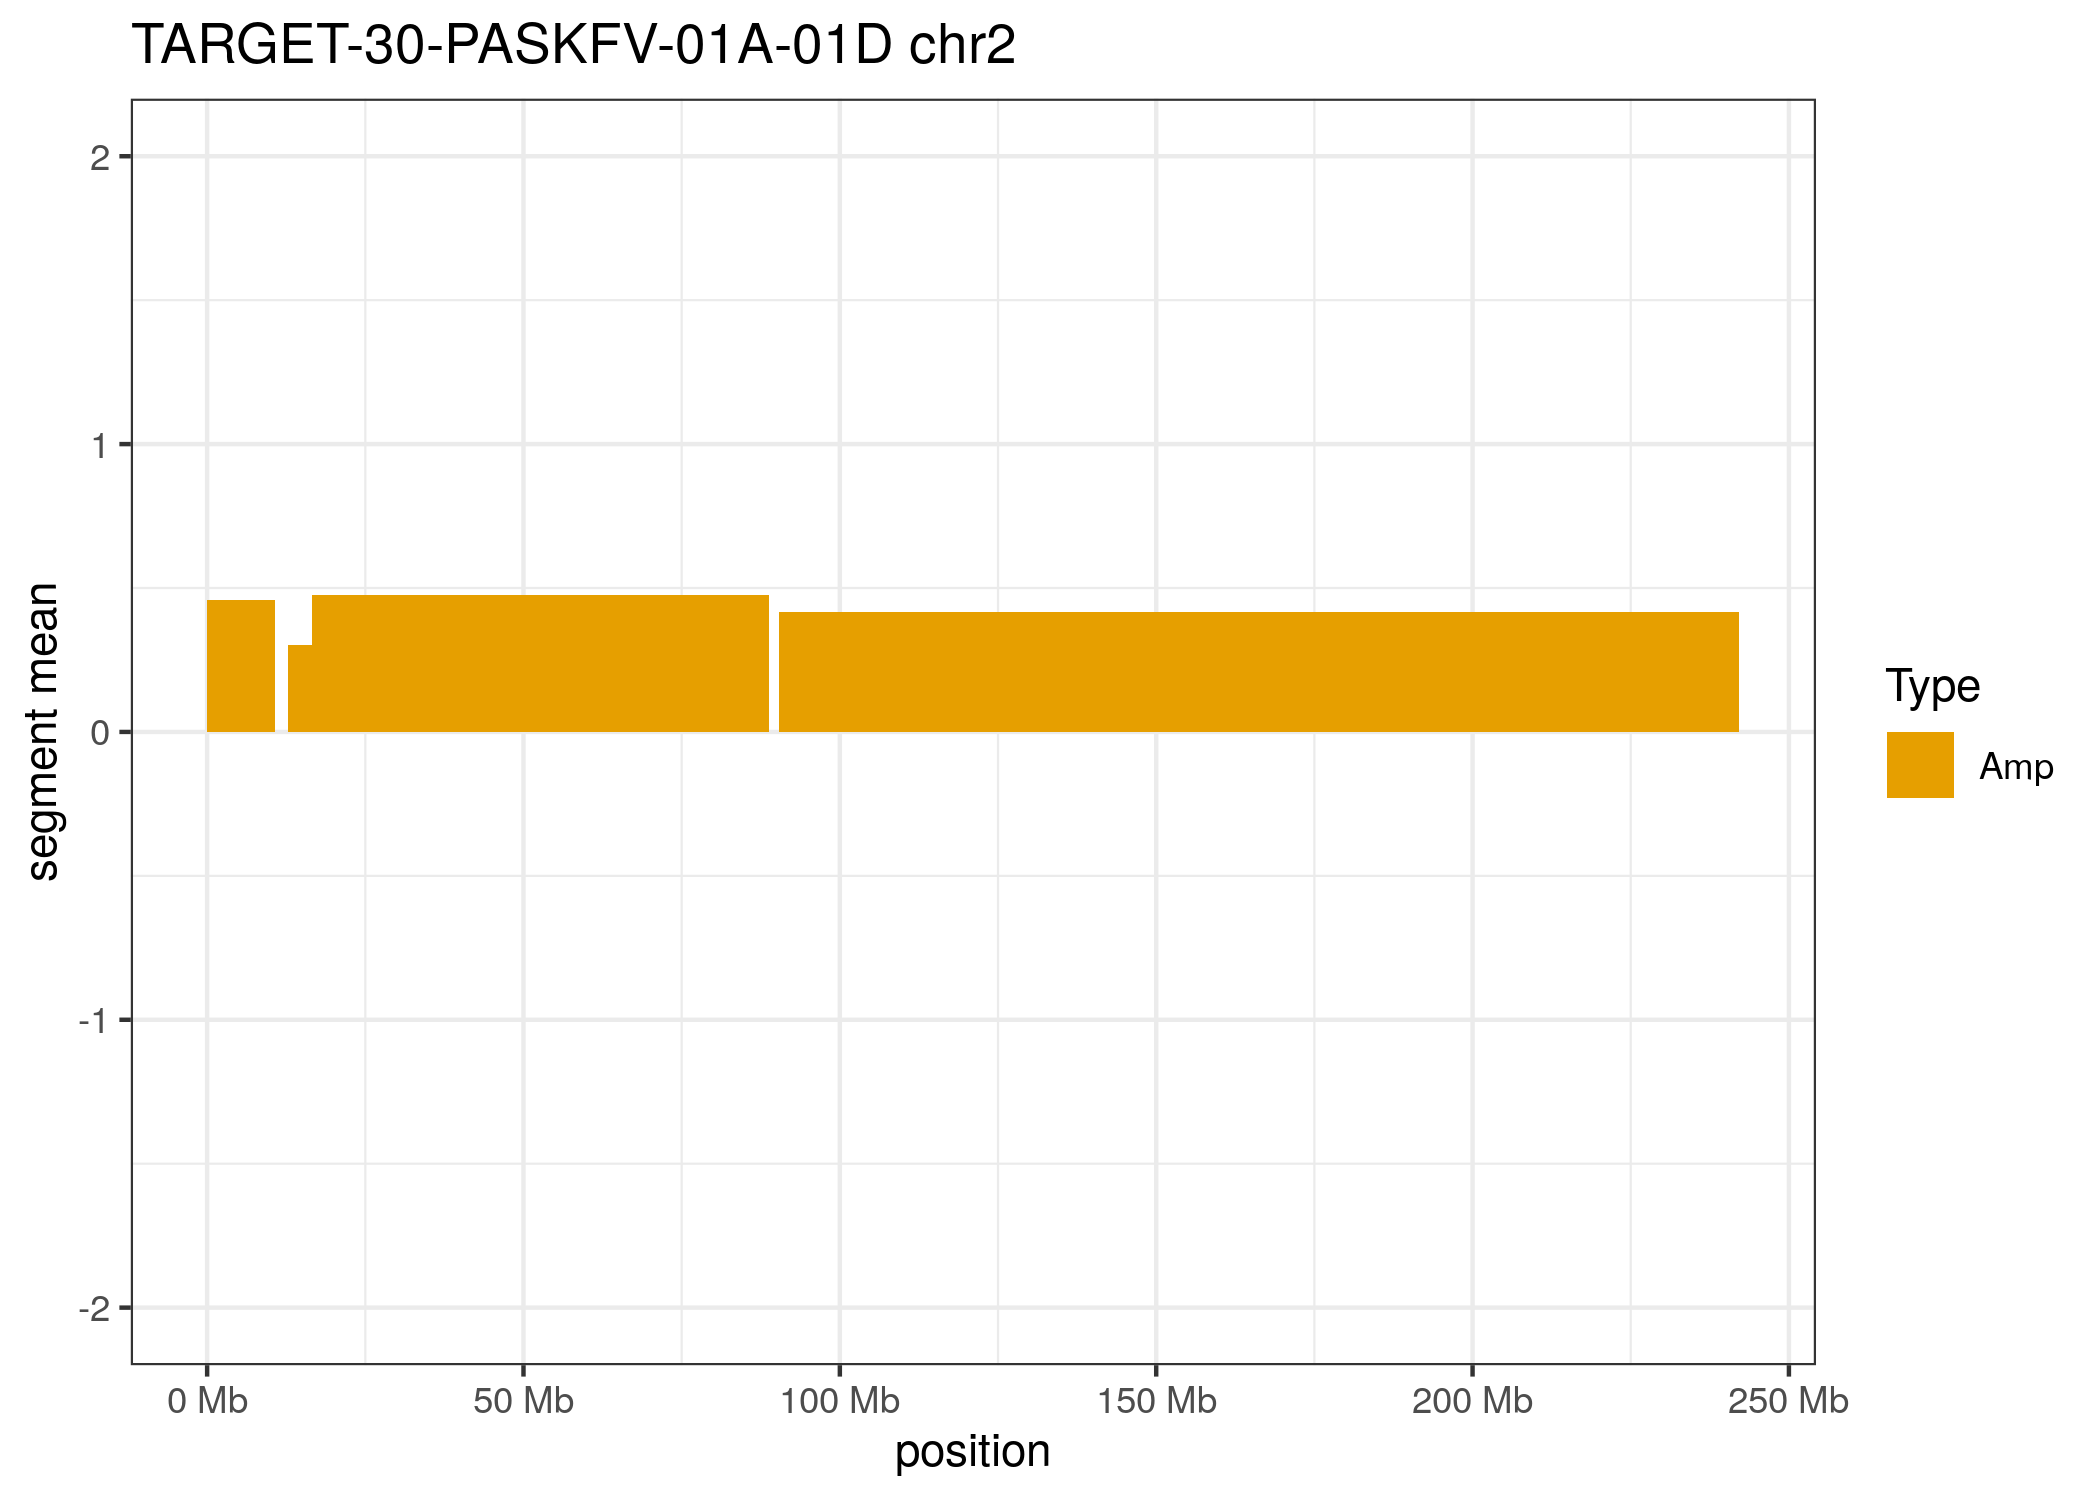 TARGET-30-PASKFV-01A-01D chr2
2
1
0
-1
-2
segment mean
0 Mb
50 Mb
100 Mb
150 Mb
200 Mb
250 Mb
position
Type
Amp